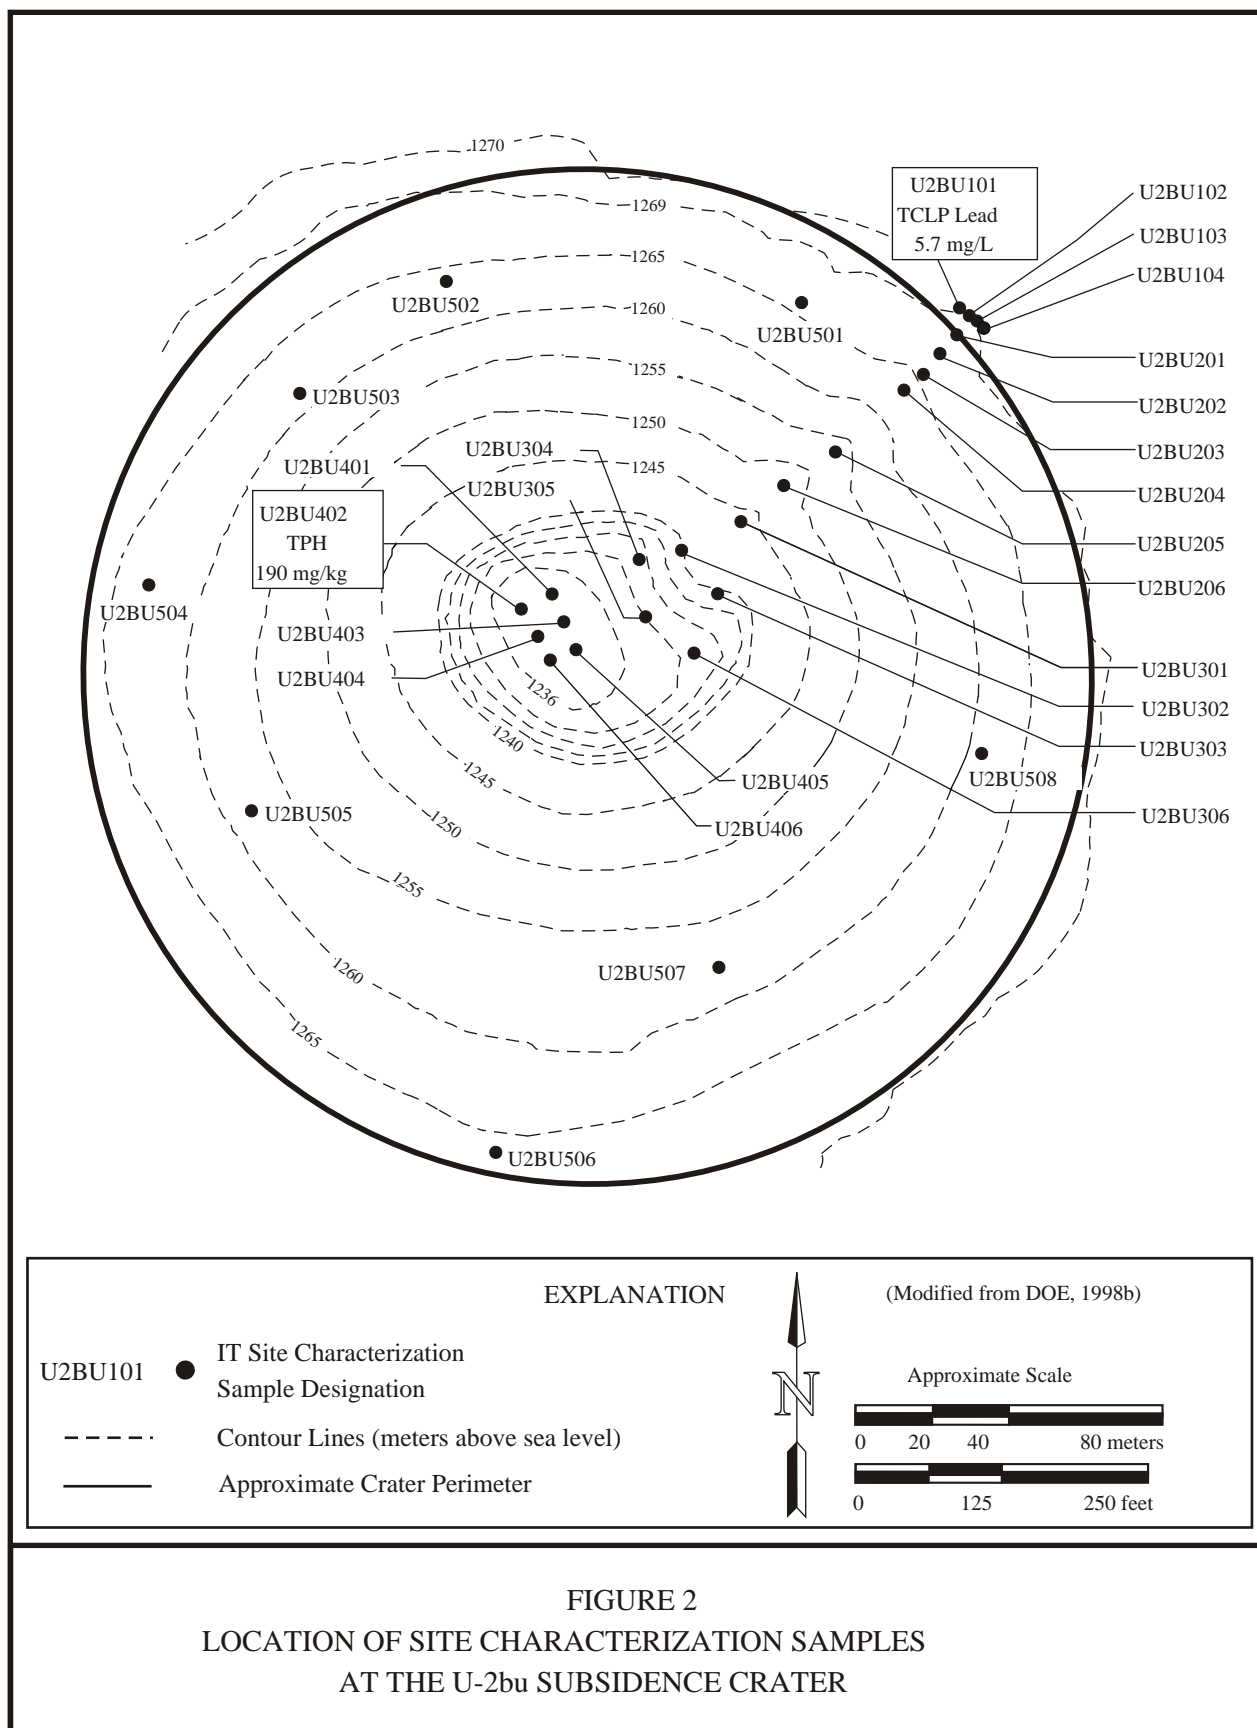 1270
U2BU101
TCLP Lead
5.7 mg/L
U2BU102
1269
U2BU103
1265
U2BU104
U2BU502
1260
U2BU501
U2BU201
1255
U2BU503
U2BU202
1250
U2BU304
U2BU203
U2BU401
1245
U2BU305
U2BU204
U2BU402
TPH
190 mg/kg
U2BU205
U2BU206
U2BU504
U2BU403
U2BU404
U2BU301
1236
U2BU302
1240
U2BU303
1245
U2BU405
U2BU508
U2BU505
U2BU406
U2BU306
1250
1255
1260
U2BU507
1265
U2BU506
EXPLANATION
(Modified from DOE, 1998b)
U2BU101
IT Site Characterization
Sample Designation
Contour Lines (meters above sea level)
Approximate Crater Perimeter
N
Approximate Scale
0 20 40 80 meters
0 125 250 feet
FIGURE 2
LOCATION OF SITE CHARACTERIZATION SAMPLES
AT THE U-2bu SUBSIDENCE CRATER